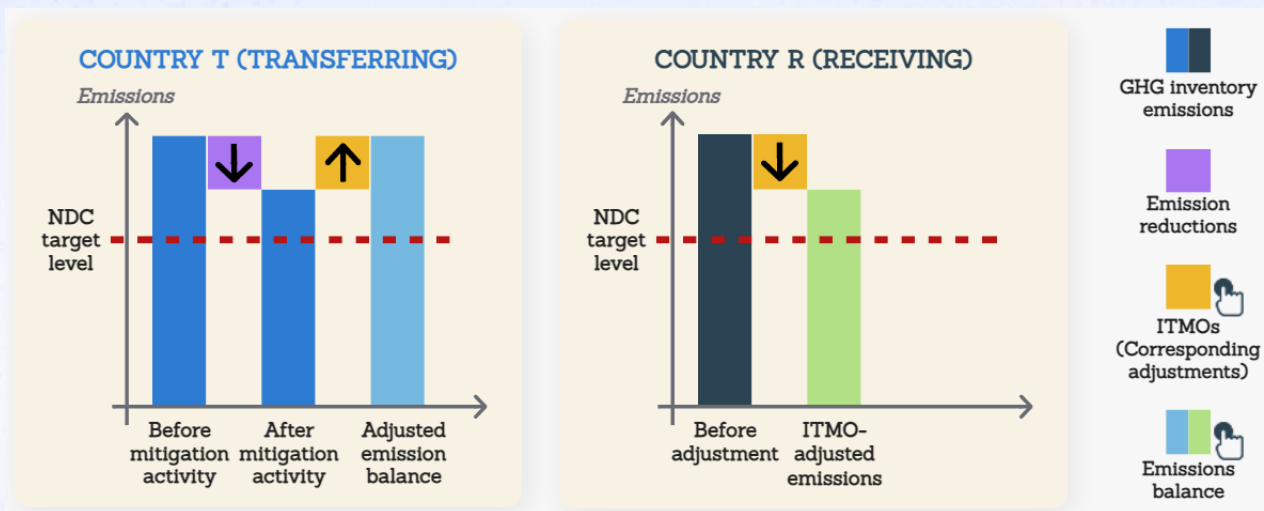 COUNTRY T (TRANSFERRING)
Emissions
NDC
target
level
Before
mitigation
activity
After
mitigation
activity
Adjusted
emission
balance
COUNTRY R (RECEIVING)
Emissions
NDC
target
level
Before
adjustment
ITMO-
adjusted
emissions
GHG inventory
emissions
Emission
reductions
ITMOs
(Corresponding
adjustments)
Emissions
balance